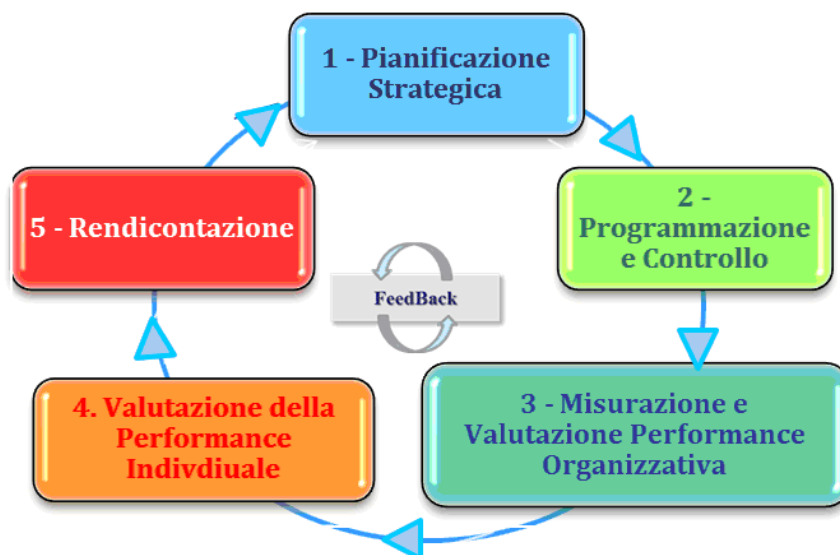 1 - Pianificazione
Strategica
2 -
Programmazione
e Controllo
3 - Misurazione e
Valutazione Performance
Organizzativa
4. Valutazione della
Performance
Indivdiuale
5 - Rendicontazione
FeedBack